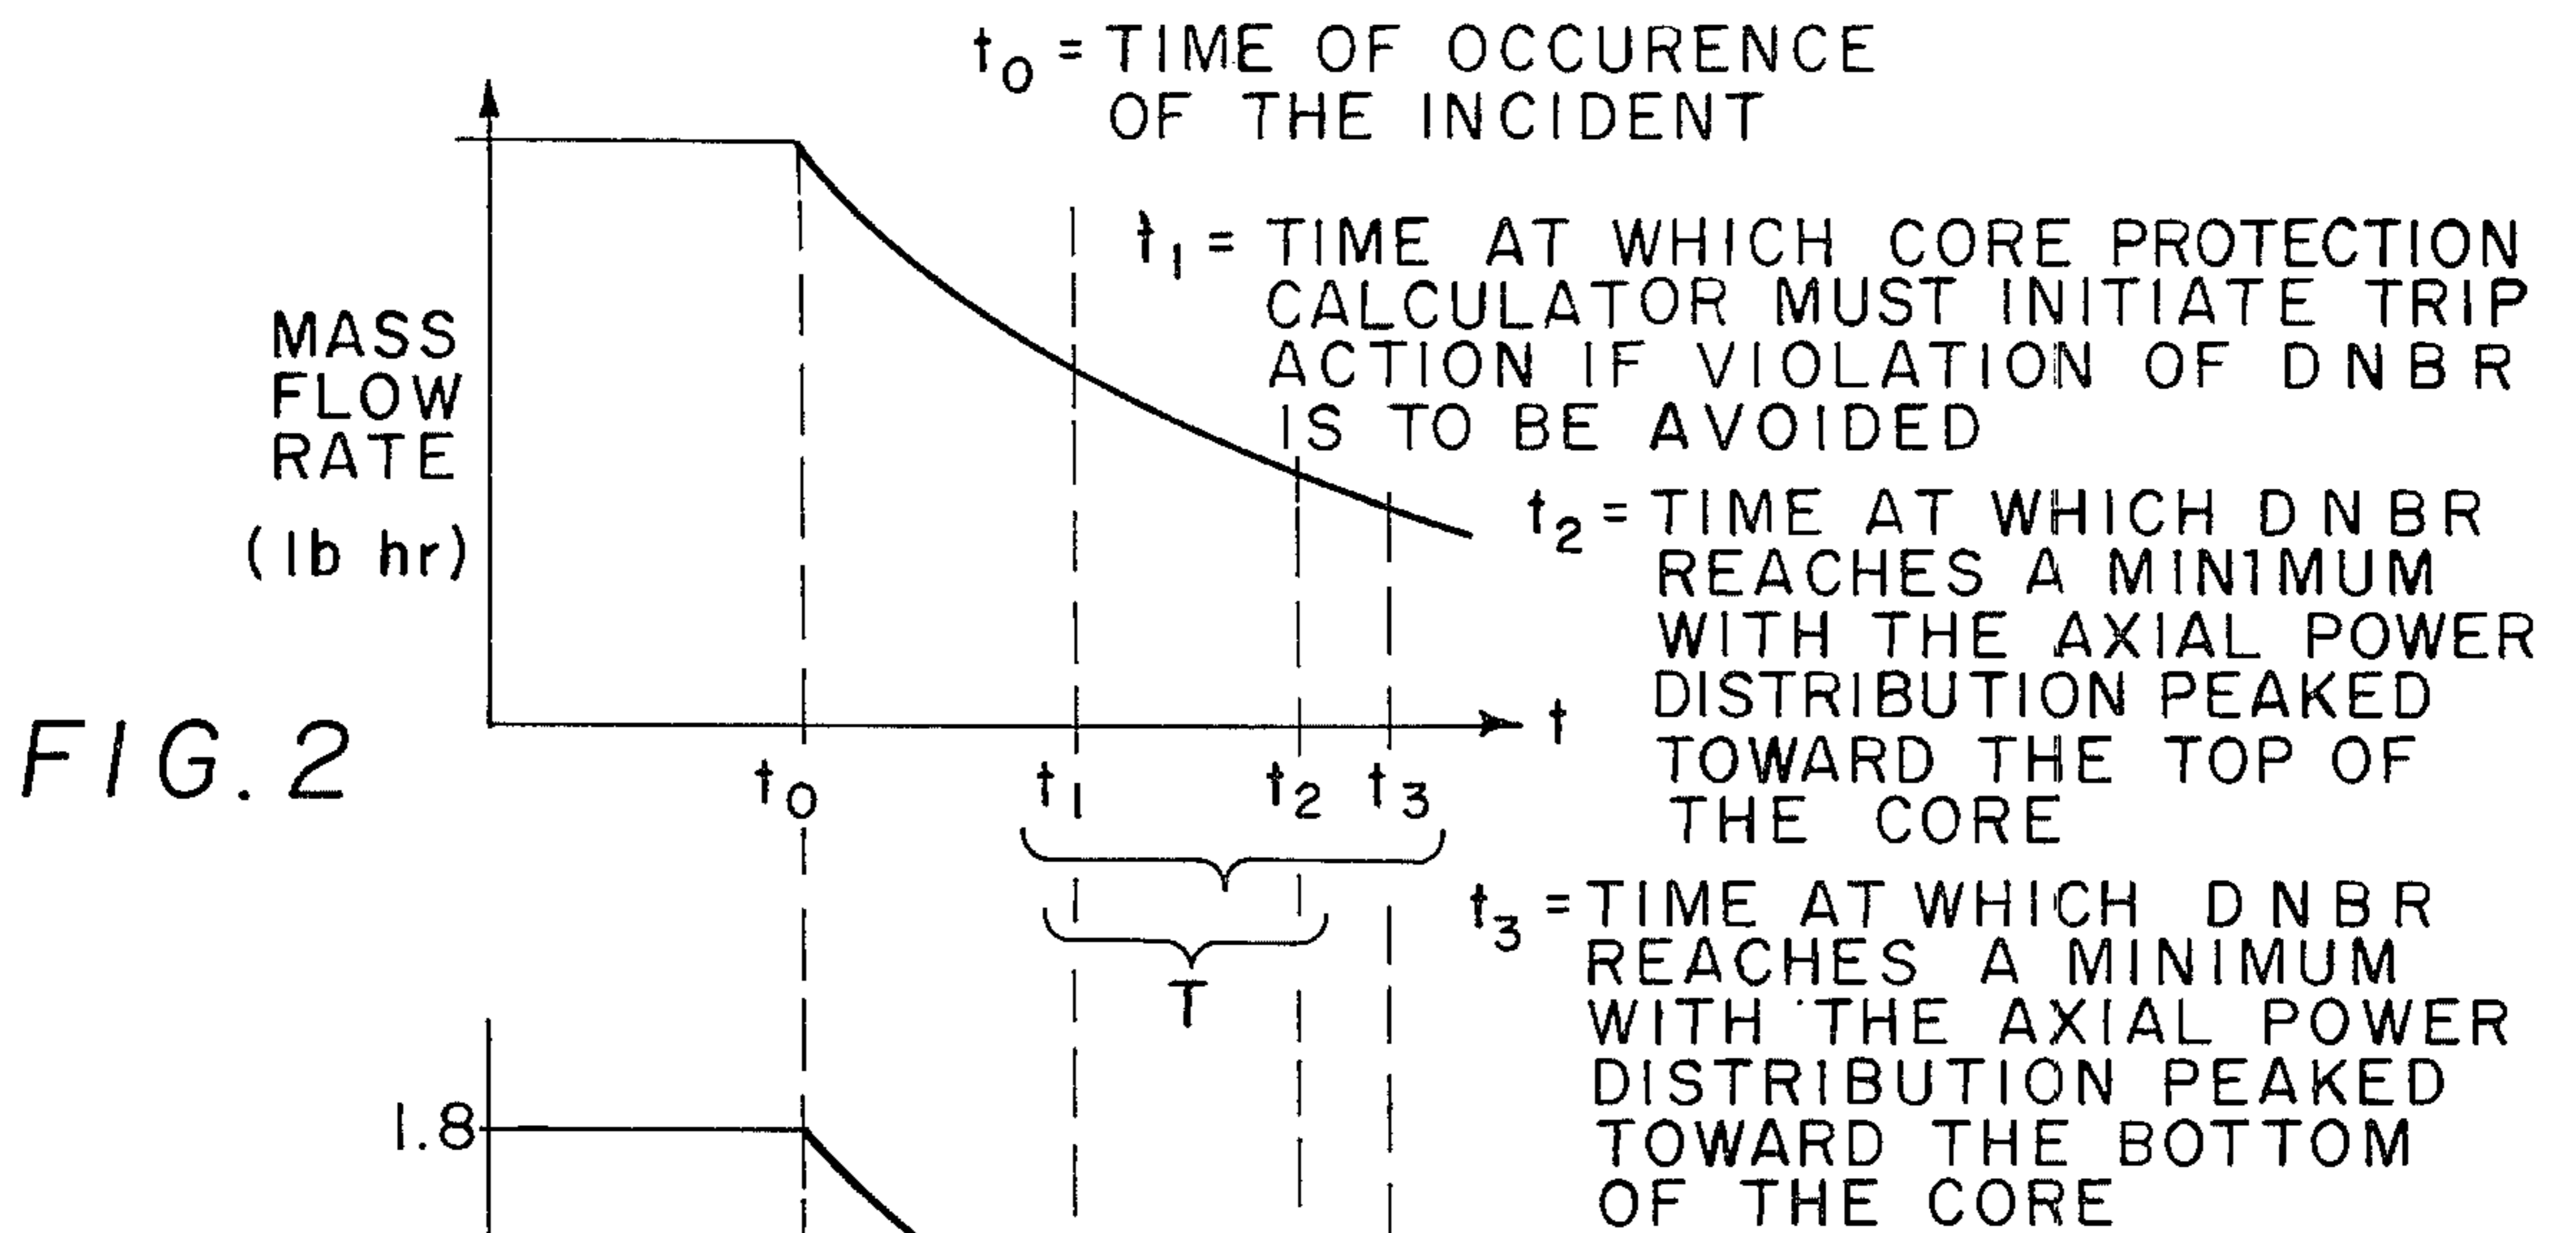 t0 = TIME OF OCCURENCE
OF THE INCIDENT
t1 = TIME AT WHICH CORE PROTECTION
CALCULATOR MUST INITIATE TRIP
ACTION IF VIOLATION OF DNBR
IS TO BE AVOIDED
MASS
FLOW
RATE
(lb hr)
t2 = TIME AT WHICH DNBR
REACHES A MINIMUM
WITH THE AXIAL POWER
DISTRIBUTION PEAKED
TOWARD THE TOP OF
THE CORE
t
FIG. 2
t0 t1 t2 t3
t3 = TIME AT WHICH DNBR
REACHES A MINIMUM
WITH THE AXIAL POWER
DISTRIBUTION PEAKED
TOWARD THE BOTTOM
OF THE CORE
T
1.8